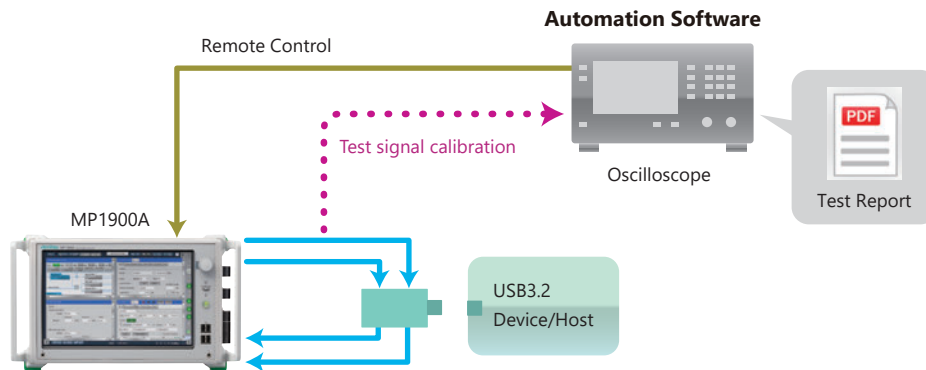 Automation Software
Remote Control
PDF
Test signal calibration
Oscilloscope
Test Report
MP1900A
USB3.2
Device/Host